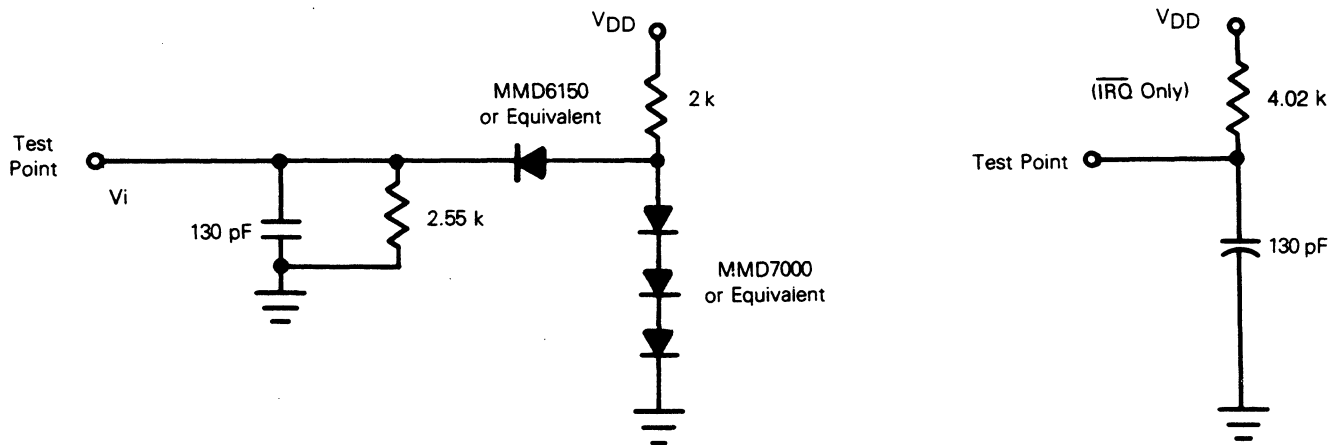 VDD
MMD6150
or Equivalent
2 k
Test
Point
Vi
130 pF
2.55 k
MMD7000
or Equivalent
VDD
(IRQ Only)
4.02 k
Test Point
130 pF